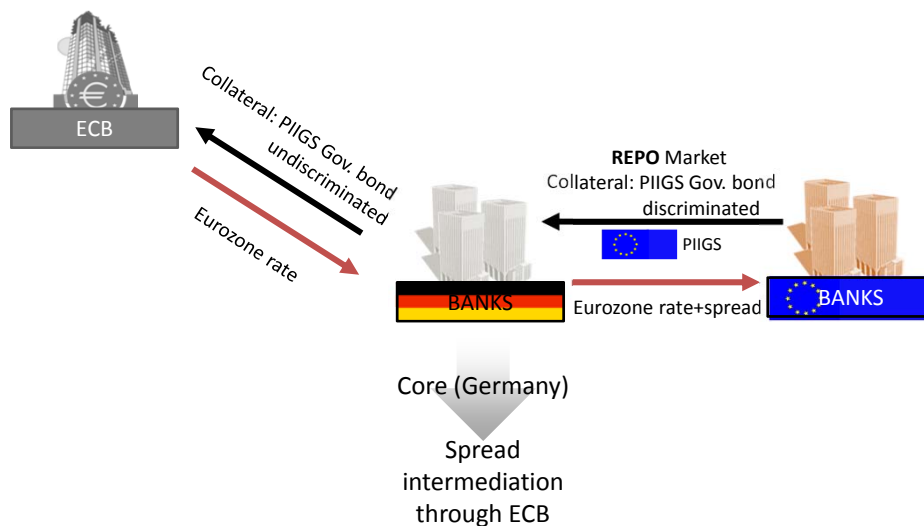 ECB
Collateral: PIIGS Gov. bond
undiscriminated
Eurozone rate
REPO Market
Collateral: PIIGS Gov. bond
discriminated
PIIGS
BANKS
Eurozone rate+spread
BANKS
Core (Germany)
Spread
intermediation
through ECB